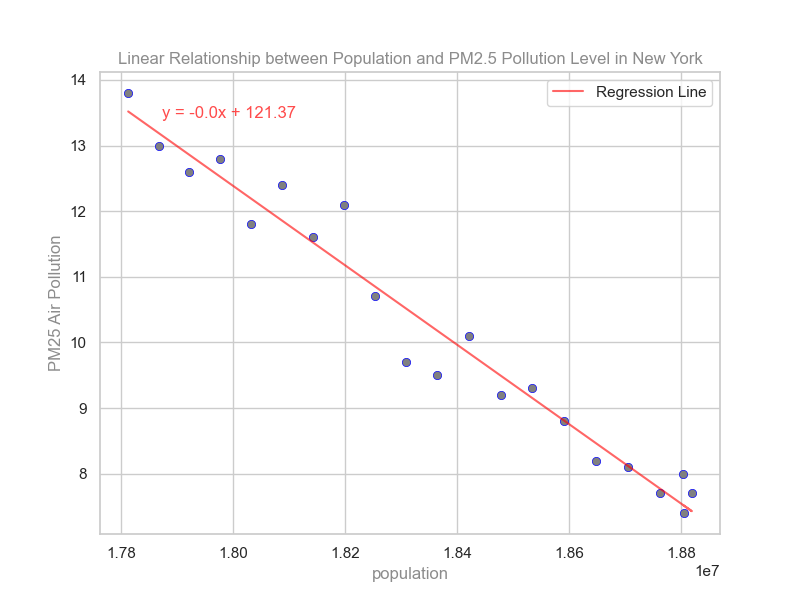 Linear Relationship between Population and PM2.5 Pollution Level in New York
14
Regression Line
y = -0.0x + 121.37
13
12
11
10
9
8
PM25 Air Pollution
1.78 1.80 1.82 1.84 1.86 1.88
1e7
population